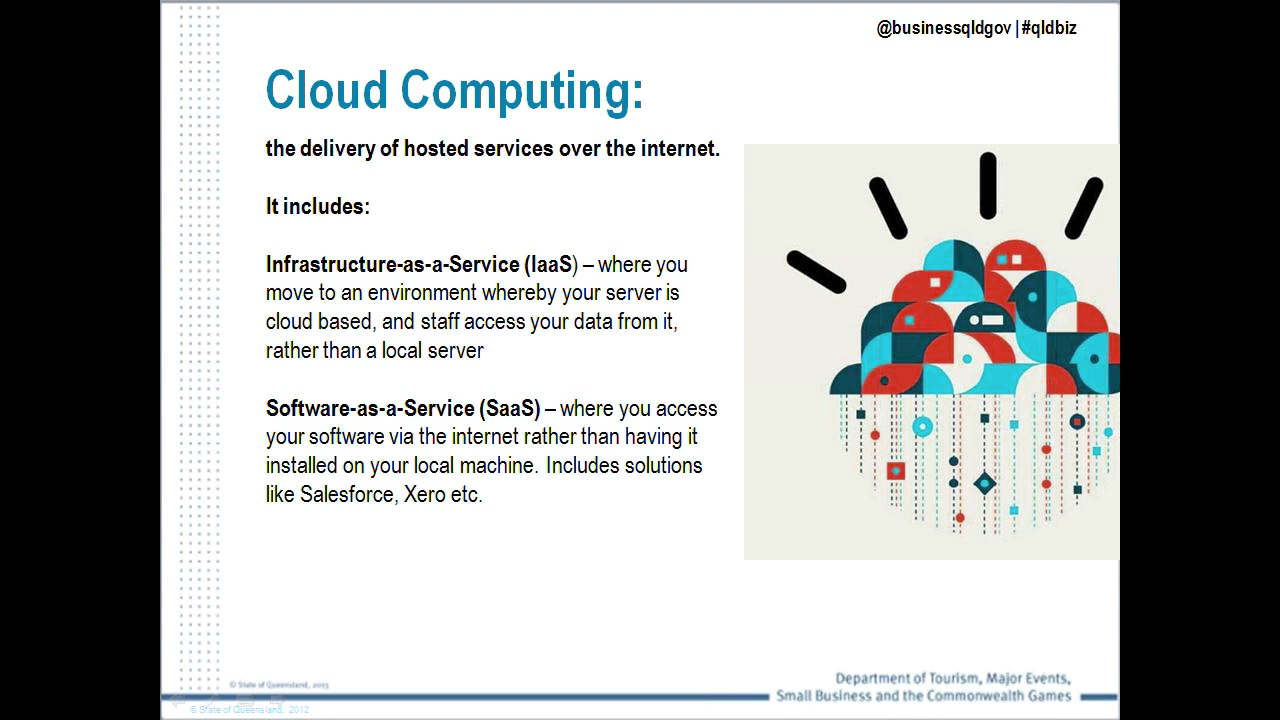 @businessqldgov | #qldbiz
Cloud Computing:
the delivery of hosted services over the internet.
It includes:
Infrastructure-as-a-Service (IaaS) – where you
move to an environment whereby your server is
cloud based, and staff access your data from it,
rather than a local server
Software-as-a-Service (SaaS) – where you access
your software via the internet rather than having it
installed on your local machine. Includes solutions
like Salesforce, Xero etc.
Department of Tourism, Major Events,
Small Business and the Commonwealth Games
© State of Queensland, 2013
© State of Queensland, 2012